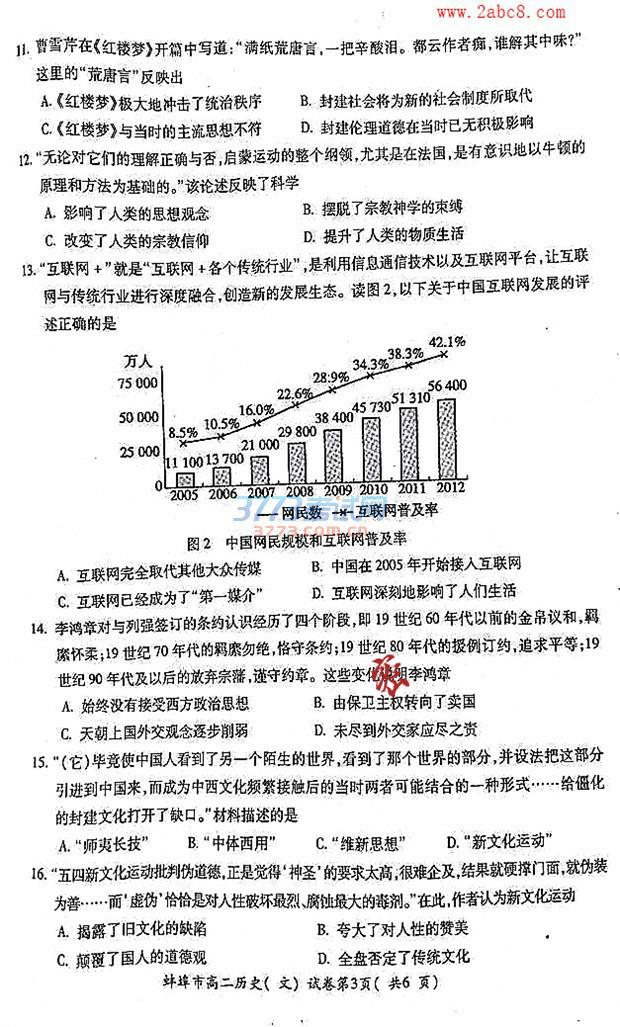 www.2abc8.com
11. 曹雪芹在《红楼梦》开篇中写道:“满纸荒唐言,一把辛酸泪。都云作者痴,谁解其中味?”
这里的“荒唐言”反映出
A.《红楼梦》极大地冲击了统治秩序 B. 封建社会将为新的社会制度所取代
C.《红楼梦》与当时的主流思想不符 D. 封建伦理道德在当时已无积极影响
12. “无论对它们的理解正确与否,启蒙运动的整个纲领,尤其是在法国,是有意识地以牛顿的
原理和方法为基础的。”该论述反映了科学
A. 影响了人类的思想观念 B. 摆脱了宗教神学的束缚
C. 改变了人类的宗教信仰 D. 提升了人类的物质生活
13. “互联网+”就是“互联网+各个传统行业”,是利用信息通信技术以及互联网平台,让互联
网与传统行业进行深度融合,创造新的发展生态。读图2,以下关于中国互联网发展的评
述正确的是
万人
75 000
50 000
25 000
0
8.5% 10.5% 16.0% 22.6% 28.9% 34.3% 38.3% 42.1%
11 100 13 700 21 000 29 800 38 400 45 730 51 310 56 400
2005 2006 2007 2008 2009 2010 2011 2012
网民数 互联网普及率
3773考试网
3773.com.cn
图2 中国网民规模和互联网普及率
A. 互联网完全取代其他大众传媒 B. 中国在2005年开始接入互联网
C. 互联网已经成为了“第一媒介” D. 互联网深刻地影响了人们生活
14. 李鸿章对与列强签订的条约认识经历了四个阶段,即19世纪60年代以前的金帛议和,羁
縻怀柔;19世纪70年代的羁縻勿绝,恪守条约;19世纪80年代的援例订约,追求平等;19
世纪90年代及以后的放弃宗藩,谨守约章。这些变化明李鸿章
A. 始终没有接受西方政治思想 B. 由保卫主权转向了卖国
C. 天朝上国外交观念逐步削弱 D. 未尽到外交家应尽之责
15. “(它)毕竟使中国人看到了另一个陌生的世界,看到了那个世界的部分,并设法把这部分
引进到中国来,而成为中西文化频繁接触后的当时两者可能结合的一种形式……给僵化
的封建文化打开了缺口。”材料描述的是
A.“师夷长技” B.“中体西用” C.“维新思想” D.“新文化运动”
16. “五四新文化运动批判伪道德,正是觉得‘神圣’的要求太高,很难企及,结果就硬撑门面,就伪装
为善……而‘虚伪’恰恰是对人性破坏最烈、腐蚀最大的毒剂。”在此,作者认为新文化运动
A. 揭露了旧文化的缺陷 B. 夸大了对人性的赞美
C. 颠覆了国人的道德观 D. 全盘否定了传统文化
蚌埠市高二历史(文)试卷第3页(共6页)